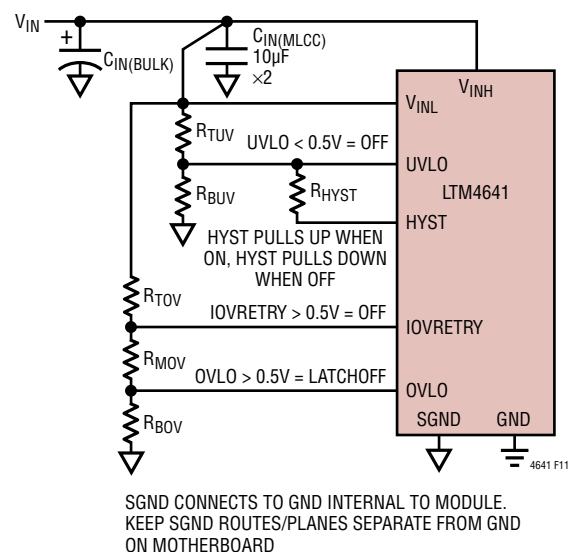 VIN
+
CIN(BULK)
CIN(MLCC)
10µF
×2
VINH
VINL
RTUV
UVLO < 0.5V = OFF
UVLO
LTM4641
RBUV
RHYST
HYST
HYST PULLS UP WHEN
ON, HYST PULLS DOWN
WHEN OFF
RTOV
IOVRETRY > 0.5V = OFF
IOVRETRY
RMOV
OVLO > 0.5V = LATCHOFF
OVLO
RBOV
SGND
GND
4641 F11
SGND CONNECTS TO GND INTERNAL TO MODULE.
KEEP SGND ROUTES/PLANES SEPARATE FROM GND
ON MOTHERBOARD